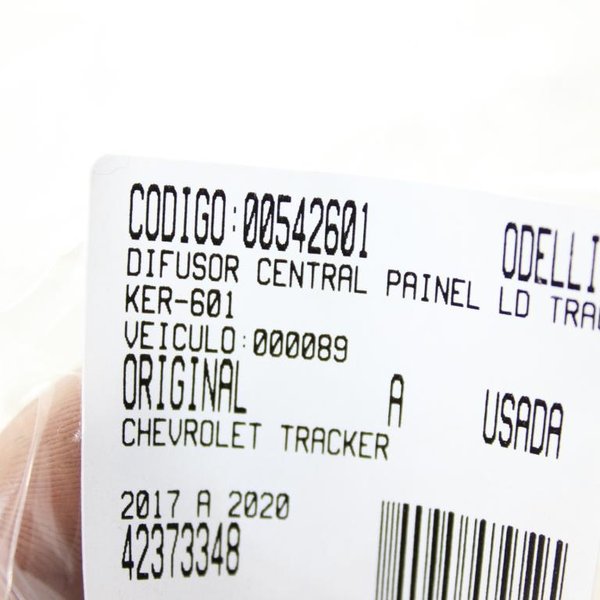 CODIGO:00542601 ODELLI
DIFUSOR CENTRAL PAINEL LD TRA
KER-601
VEICULO:000089
ORIGINAL A USADA
CHEVROLET TRACKER
2017 A 2020
42373348